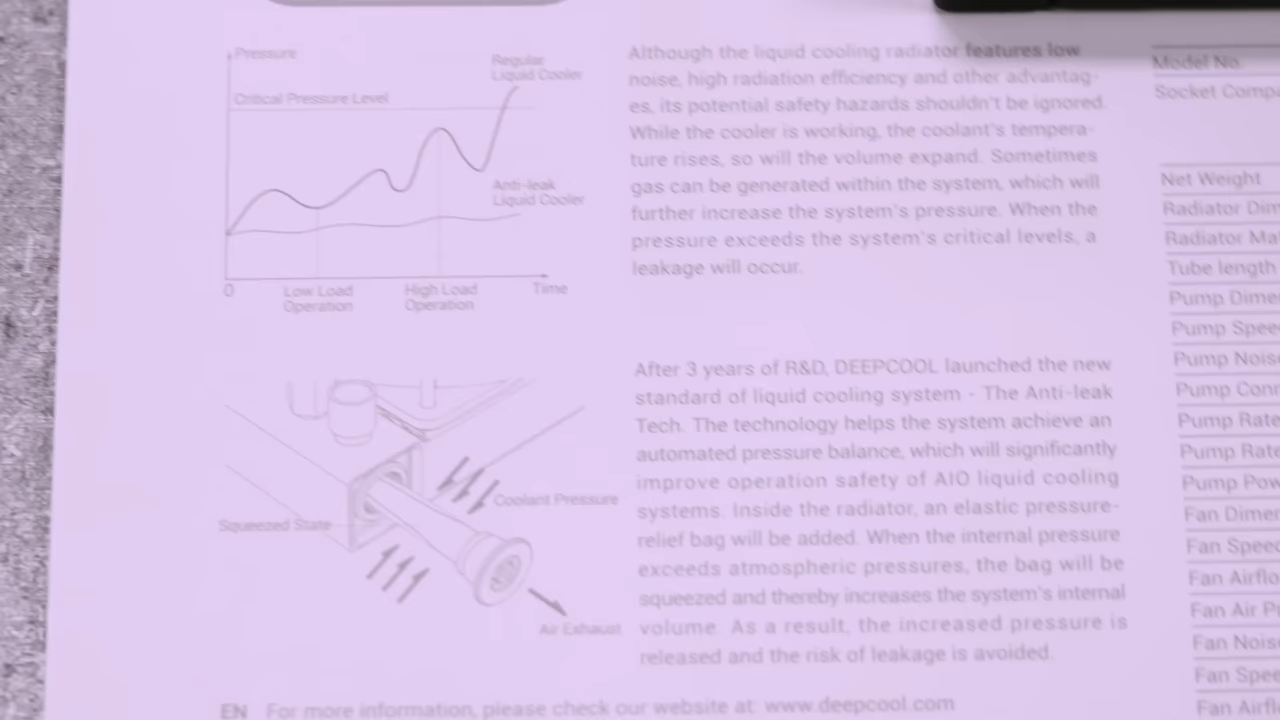 Pressure
Regular
Liquid Cooler
Critical Pressure Level
Anti-leak
Liquid Cooler
0
Low Load
Operation
High Load
Operation
Time
Although the liquid cooling radiator features low
noise, high radiation efficiency and other advantag-
es, its potential safety hazards shouldn't be ignored.
While the cooler is working, the coolant's tempera-
ture rises, so will the volume expand. Sometimes
gas can be generated within the system, which will
further increase the system's pressure. When the
pressure exceeds the system's critical levels, a
leakage will occur.
Squeezed State
Coolant Pressure
Air Exhaust
After 3 years of R&D, DEEPCOOL launched the new
standard of liquid cooling system - The Anti-leak
Tech. The technology helps the system achieve an
automated pressure balance, which will significantly
improve operation safety of AIO liquid cooling
systems. Inside the radiator, an elastic pressure-
relief bag will be added. When the internal pressure
exceeds atmospheric pressures, the bag will be
squeezed and thereby increases the system's internal
volume. As a result, the increased pressure is
released and the risk of leakage is avoided.
EN For more information, please check our website at: www.deepcool.com
Model No.
Socket Compa
Net Weight
Radiator Dim
Radiator Mat
Tube length
Pump Dime
Pump Spee
Pump Nois
Pump Conn
Pump Rate
Pump Rate
Pump Pow
Fan Dimen
Fan Speed
Fan Airflo
Fan Air P
Fan Noise
Fan Spee
Fan Airfl